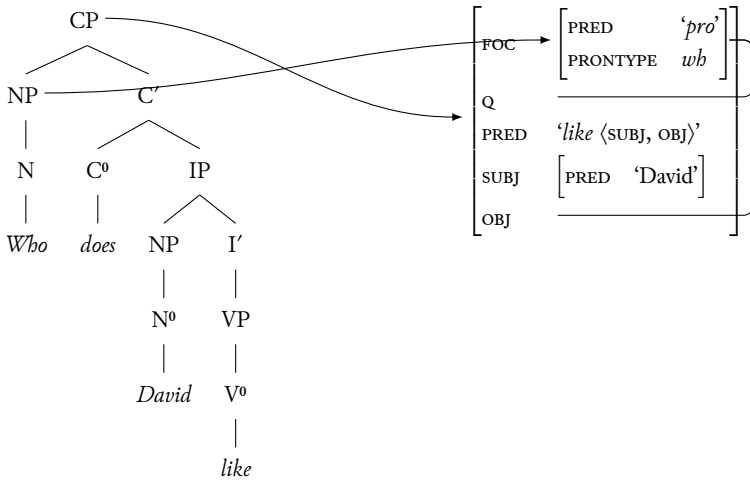 CP
NP C′
N C⁰ IP
Who does NP I′
N⁰ VP
David V⁰
like
FOC PRED ‘pro’
PRONTYPE wh
Q
PRED ‘like ⟨SUBJ, OBJ⟩’
SUBJ PRED ‘David’
OBJ